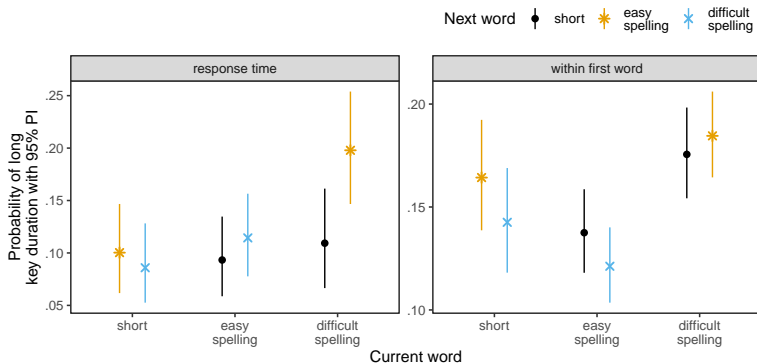 Next word short easy spelling difficult spelling
response time
within first word
Probability of long
key duration with 95% PI
.25
.20
.15
.10
.05
.20
.15
.10
short
easy
spelling
difficult
spelling
short
easy
spelling
difficult
spelling
Current word